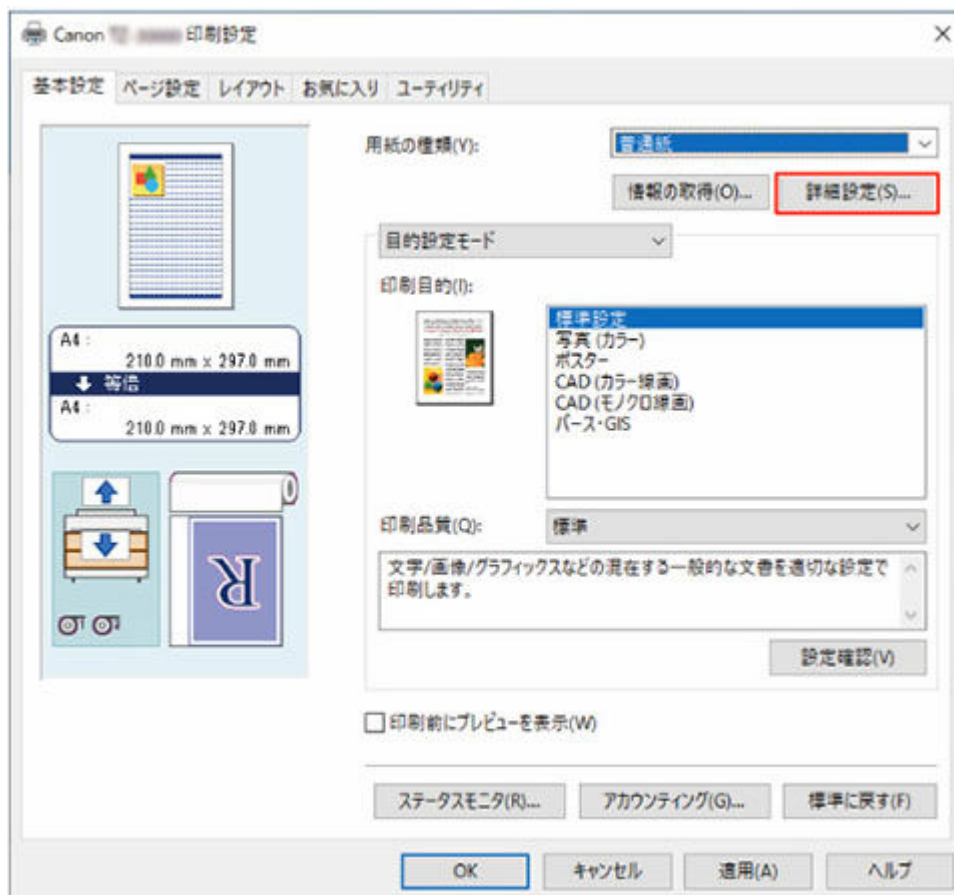 Canon 印刷設定
基本設定 ページ設定 レイアウト お気に入り ユーティリティ
用紙の種類(Y):
普通紙
情報の取得(O)...
詳細設定(S)...
目的設定モード
印刷目的(I):
標準設定
写真 (カラー)
ポスター
CAD (カラー線画)
CAD (モノクロ線画)
パース・GIS
A4 :
210.0 mm x 297.0 mm
等倍
A4 :
210.0 mm x 297.0 mm
R
印刷品質(Q):
標準
文字/画像/グラフィックスなどの混在する一般的な文書を適切な設定で
印刷します。
設定確認(V)
印刷前にプレビューを表示(W)
ステータスモニタ(R)...
アカウンティング(G)...
標準に戻す(F)
OK
キャンセル
適用(A)
ヘルプ